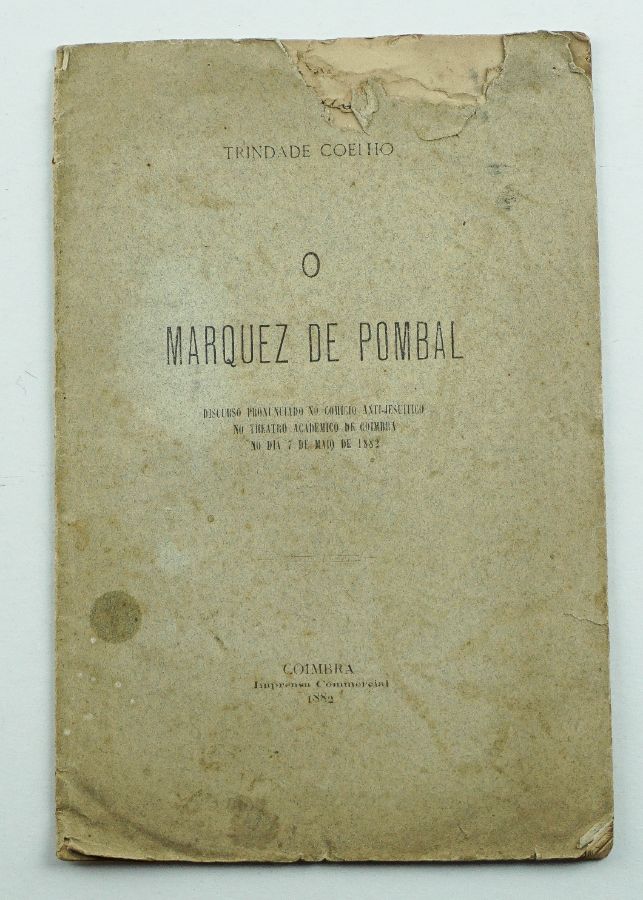 TRINDADE COELHO
O
MARQUEZ DE POMBAL
DISCURSO PRONUNCIADO NO COMICIO ANTI-JESUITICO
NO THEATRO ACADEMICO DE COIMBRA
NO DIA 7 DE MAIO DE 1882
COIMBRA
Imprensa Commercial
1882